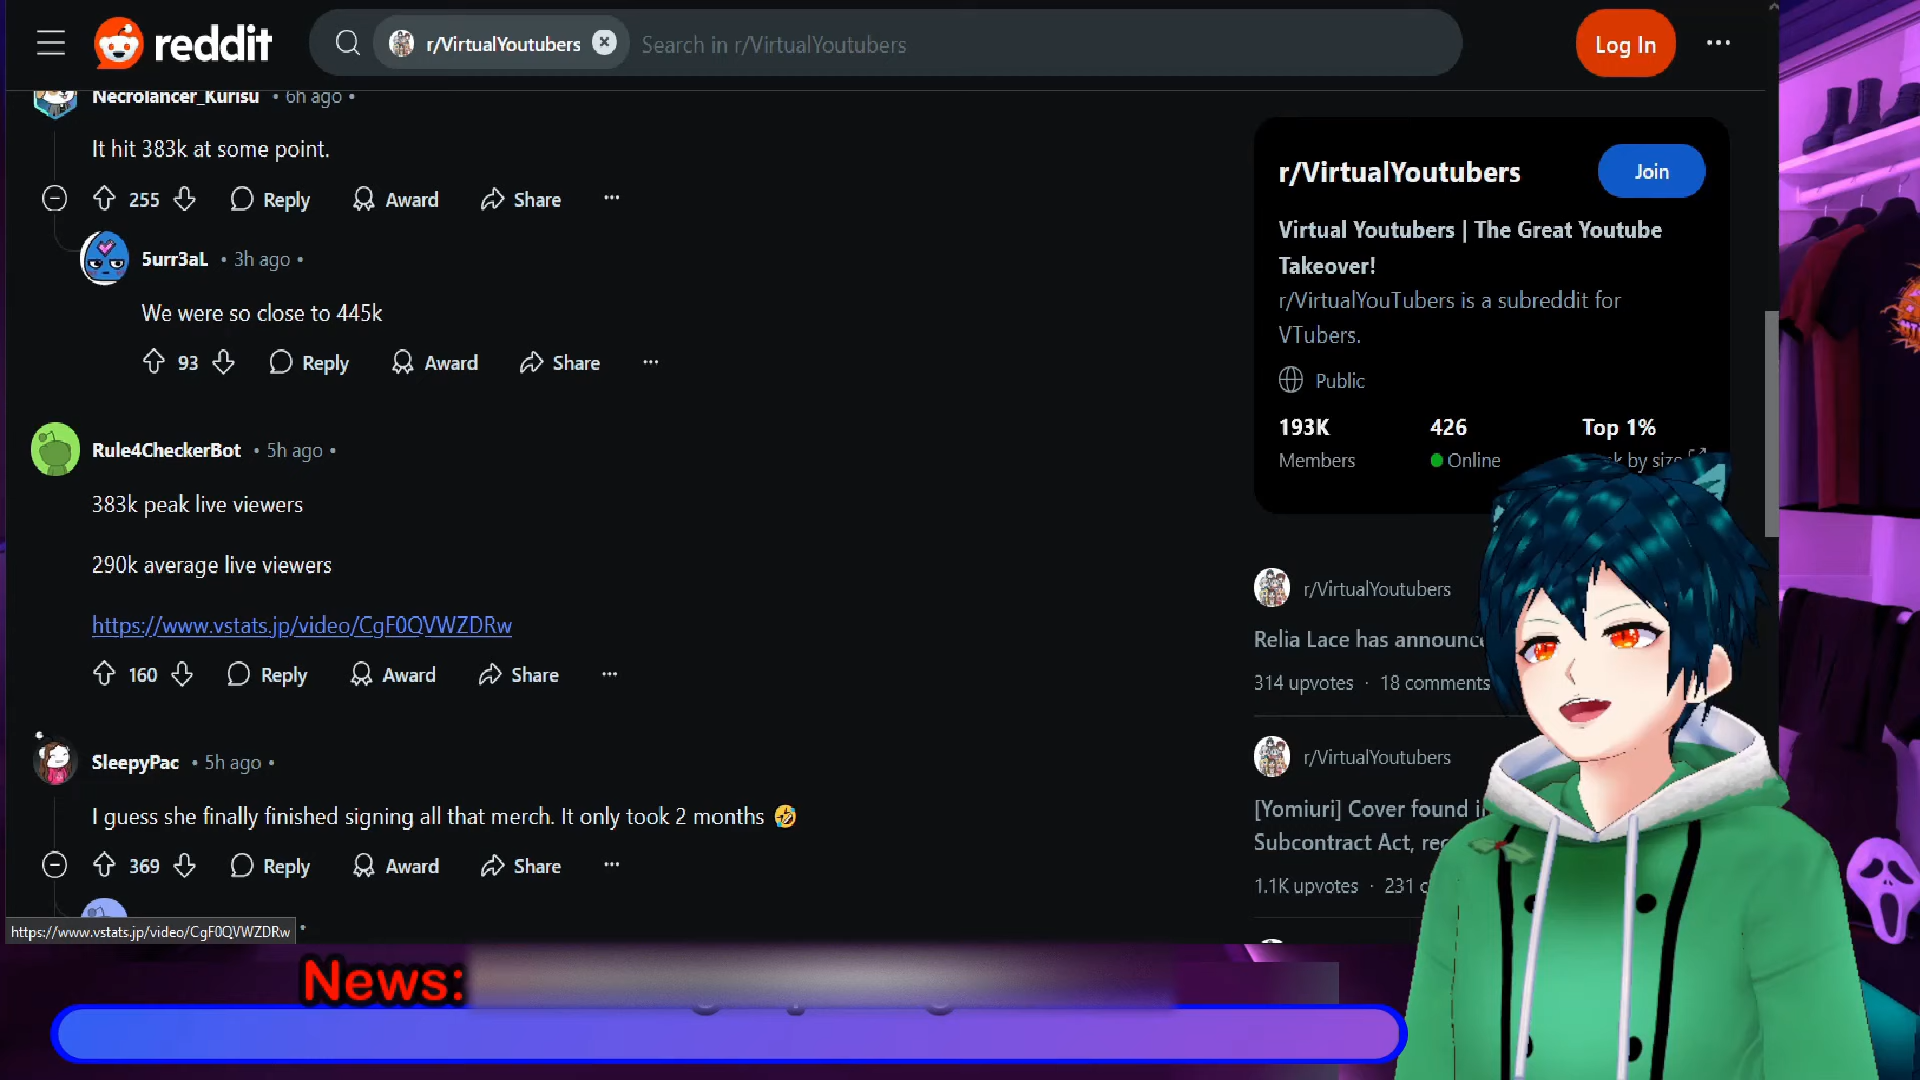 reddit
r/VirtualYoutubers
Search in r/VirtualYoutubers
Log In
Necrolancer_Kurisu • 6h ago •
It hit 383k at some point.
255 Reply Award Share
5urr3aL • 3h ago •
We were so close to 445k
93 Reply Award Share
Rule4CheckerBot • 5h ago •
383k peak live viewers
290k average live viewers
https://www.vstats.jp/video/CgF0QVWZDRw
160 Reply Award Share
SleepyPac • 5h ago •
I guess she finally finished signing all that merch. It only took 2 months 🤣
369 Reply Award Share
https://www.vstats.jp/video/CgF0QVWZDRw
r/VirtualYoutubers
Join
Virtual Youtubers | The Great Youtube
Takeover!
r/VirtualYouTubers is a subreddit for
VTubers.
Public
193K 426 Top 1%
Members Online by size
r/VirtualYoutubers
Relia Lace has
314 upvotes · 18 comments
r/VirtualYoutubers
[Yomiuri] Cover found
Subcontract Act,
1.1K upvotes · 231
News: